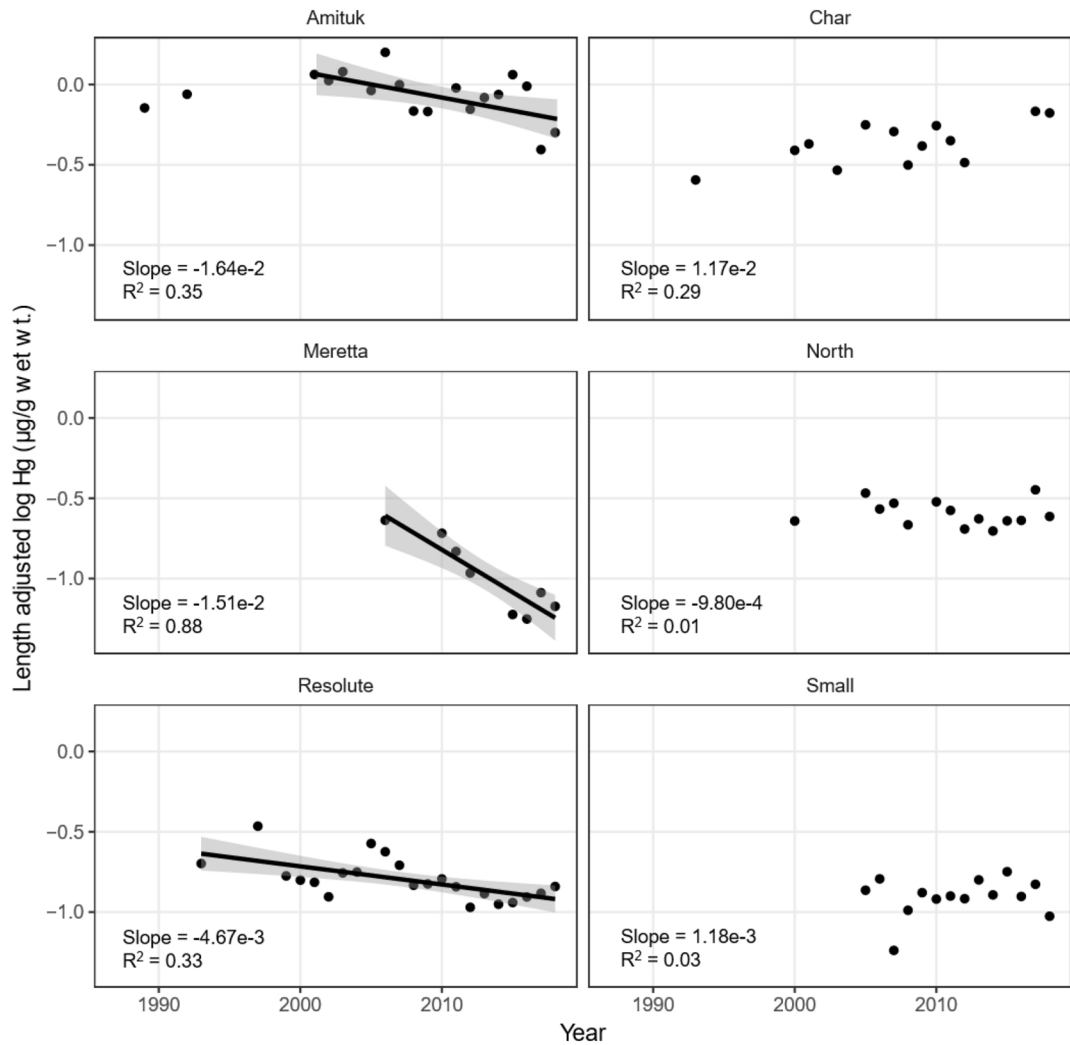 Amituk
Char
0.0
−0.5
−1.0
Slope = -1.64e-2
R² = 0.35
Slope = 1.17e-2
R² = 0.29
Length adjusted log Hg (µg/g wet wt.)
Meretta
North
0.0
−0.5
−1.0
Slope = -1.51e-2
R² = 0.88
Slope = -9.80e-4
R² = 0.01
Resolute
Small
0.0
−0.5
−1.0
Slope = -4.67e-3
R² = 0.33
Slope = 1.18e-3
R² = 0.03
1990 2000 2010
1990 2000 2010
Year